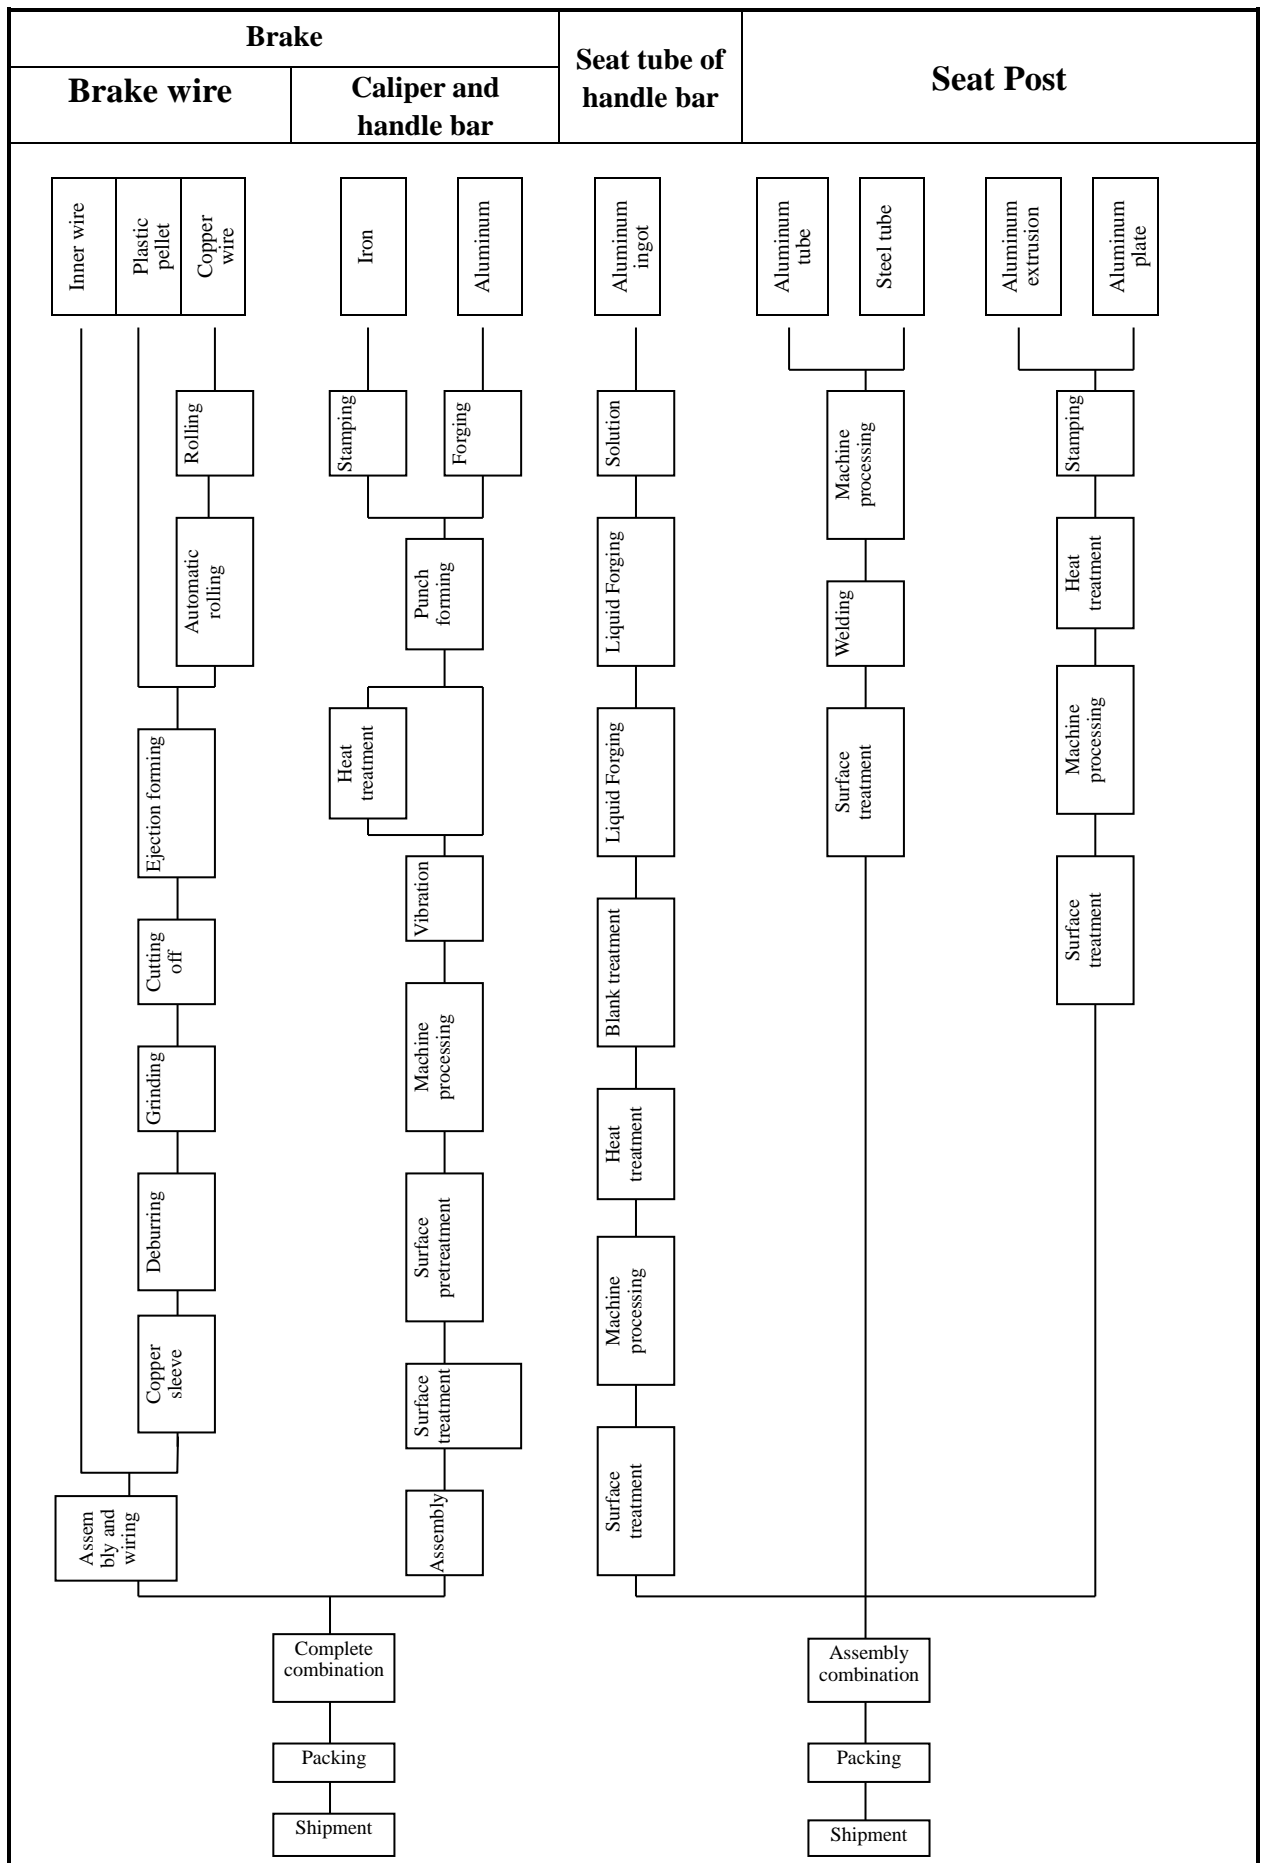 Brake
Brake wire
Caliper and
handle bar
Seat tube of
handle bar
Seat Post
Inner wire
Plastic
pellet
Copper
wire
Iron
Aluminum
Aluminum
ingot
Aluminum
tube
Steel tube
Aluminum
extrusion
Aluminum
plate
Rolling
Automatic
rolling
Ejection forming
Cutting
off
Grinding
Deburring
Copper
sleeve
Assem
bly and
wiring
Stamping
Forging
Punch
forming
Heat
treatment
Vibration
Machine
processing
Surface
pretreatment
Surface
treatment
Assembly
Complete
combination
Packing
Shipment
Solution
Liquid Forging
Liquid Forging
Blank treatment
Heat
treatment
Machine
processing
Surface
treatment
Machine
processing
Welding
Surface
treatment
Stamping
Heat
treatment
Machine
processing
Surface
treatment
Assembly
combination
Packing
Shipment